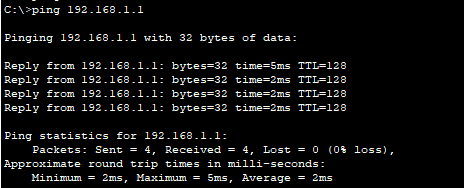 C:\>ping 192.168.1.1
Pinging 192.168.1.1 with 32 bytes of data:
Reply from 192.168.1.1: bytes=32 time=5ms TTL=128
Reply from 192.168.1.1: bytes=32 time=2ms TTL=128
Reply from 192.168.1.1: bytes=32 time=2ms TTL=128
Reply from 192.168.1.1: bytes=32 time=2ms TTL=128
Ping statistics for 192.168.1.1:
    Packets: Sent = 4, Received = 4, Lost = 0 (0% loss),
Approximate round trip times in milli-seconds:
    Minimum = 2ms, Maximum = 5ms, Average = 2ms